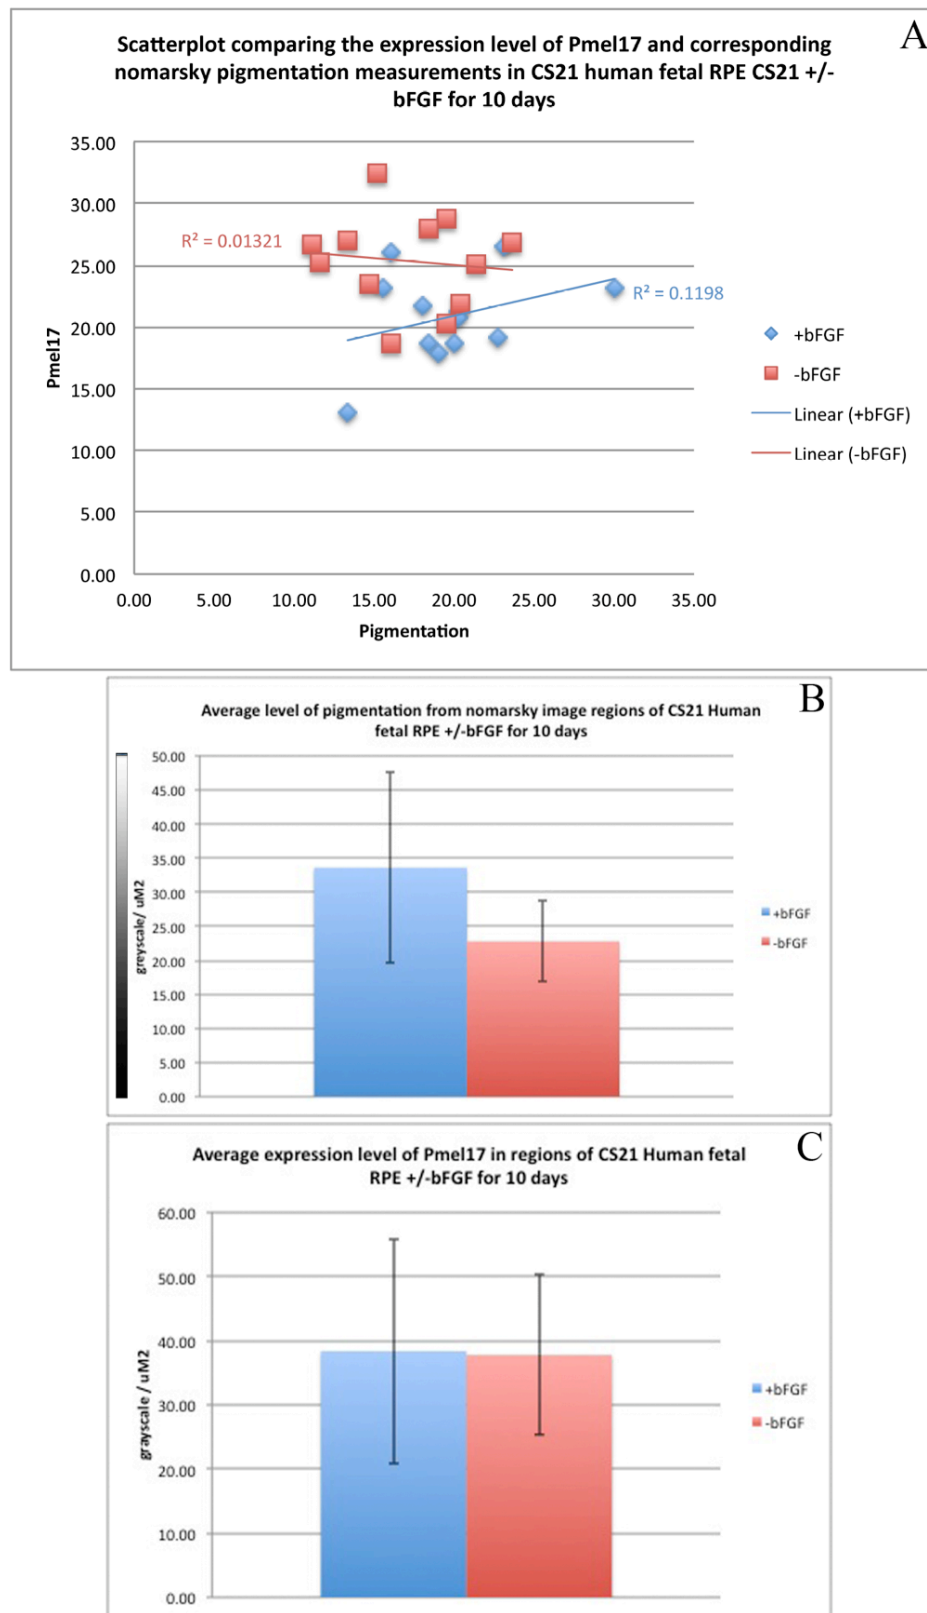 Scatterplot comparing the expression level of Pmel17 and corresponding
nomarsky pigmentation measurements in CS21 human fetal RPE CS21 +/-
bFGF for 10 days
A
35.00
30.00
25.00
20.00
15.00
10.00
5.00
0.00
Pmel17
R² = 0.01321
R² = 0.1198
0.00 5.00 10.00 15.00 20.00 25.00 30.00 35.00
Pigmentation
+bFGF
-bFGF
Linear (+bFGF)
Linear (-bFGF)
B
Average level of pigmentation from nomarsky image regions of CS21 Human
fetal RPE +/-bFGF for 10 days
50.00
45.00
40.00
35.00
30.00
25.00
20.00
15.00
10.00
5.00
0.00
greyscale/ uM2
+bFGF
-bFGF
C
Average expression level of Pmel17 in regions of CS21 Human fetal
RPE +/-bFGF for 10 days
60.00
50.00
40.00
30.00
20.00
10.00
0.00
grayscale / uM2
+bFGF
-bFGF